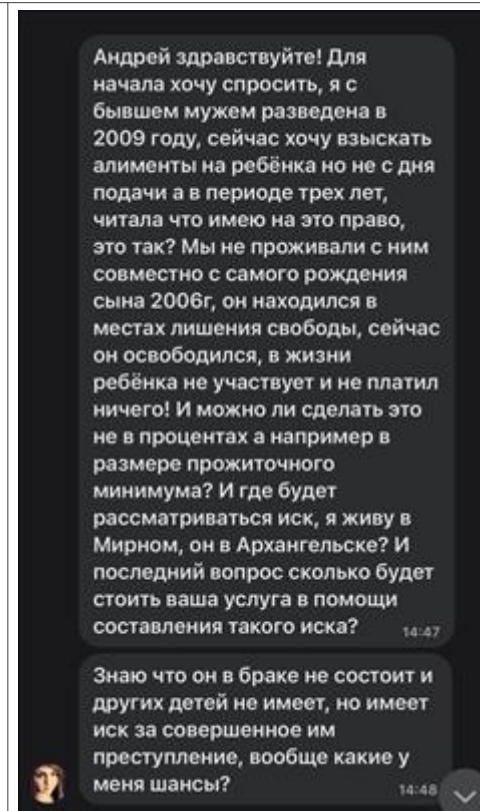 Андрей здравствуйте! Для
начала хочу спросить, я с
бывшем мужем разведена в
2009 году, сейчас хочу взыскать
алименты на ребёнка но не с дня
подачи а в периоде трех лет,
читала что имею на это право,
это так? Мы не проживали с ним
совместно с самого рождения
сына 2006г, он находился в
местах лишения свободы, сейчас
он освободился, в жизни
ребёнка не участвует и не платил
ничего! И можно ли сделать это
не в процентах а например в
размере прожиточного
минимума? И где будет
рассматриваться иск, я живу в
Мирном, он в Архангельске? И
последний вопрос сколько будет
стоить ваша услуга в помощи
составления такого иска?
14:47
Знаю что он в браке не состоит и
других детей не имеет, но имеет
иск за совершенное им
преступление, вообще какие у
меня шансы?
14:48